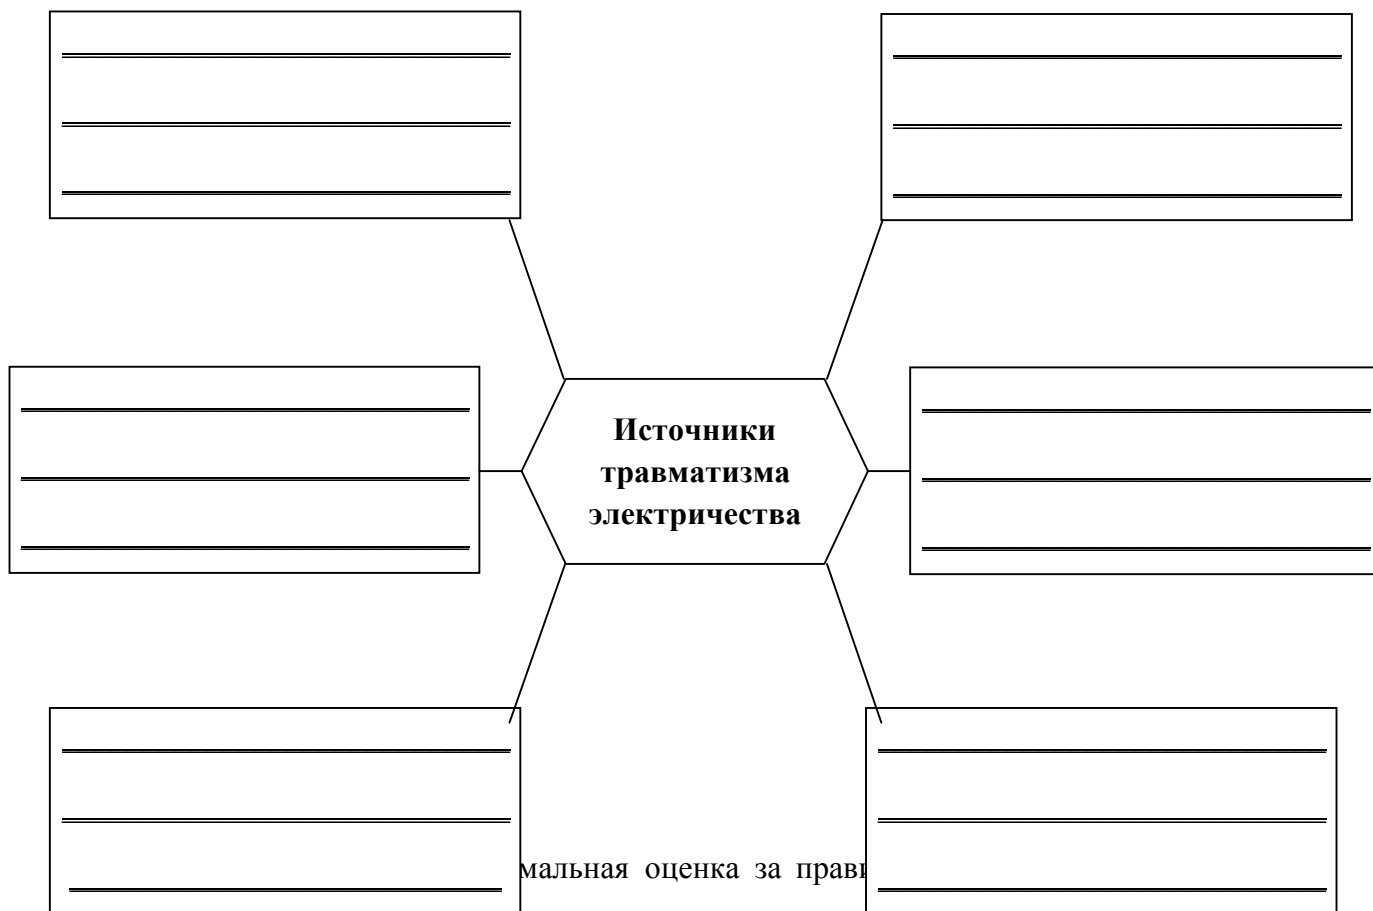 Источники
травматизма
электричества
мальная оценка за прав